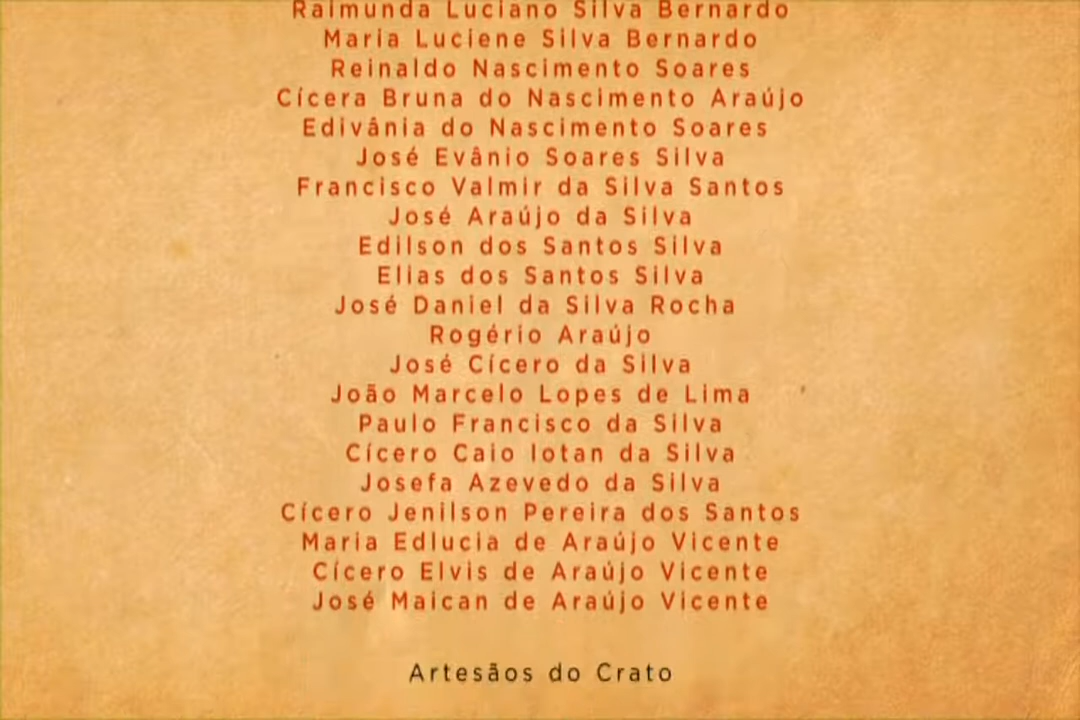 Raimunda Luciano Silva Bernardo
Maria Luciene Silva Bernardo
Reinaldo Nascimento Soares
Cícera Bruna do Nascimento Araújo
Edivânia do Nascimento Soares
José Evânio Soares Silva
Francisco Valmir da Silva Santos
José Araújo da Silva
Edilson dos Santos Silva
Elias dos Santos Silva
José Daniel da Silva Rocha
Rogério Araújo
José Cícero da Silva
João Marcelo Lopes de Lima
Paulo Francisco da Silva
Cícero Caio Iotan da Silva
Josefa Azevedo da Silva
Cícero Jenilson Pereira dos Santos
Maria Edlucia de Araújo Vicente
Cícero Elvis de Araújo Vicente
José Maican de Araújo Vicente
Artesãos do Crato